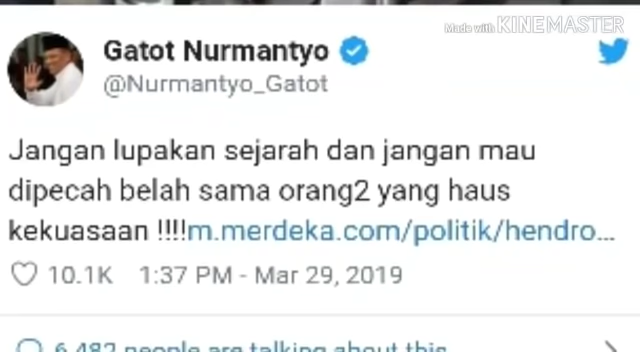 Made with KINEMASTER
Gatot Nurmantyo
@Nurmantyo_Gatot
Jangan lupakan sejarah dan jangan mau
dipecah belah sama orang2 yang haus
kekuasaan !!!!m.merdeka.com/politik/hendro...
10.1K 1:37 PM - Mar 29, 2019
6,482 people are talking about this